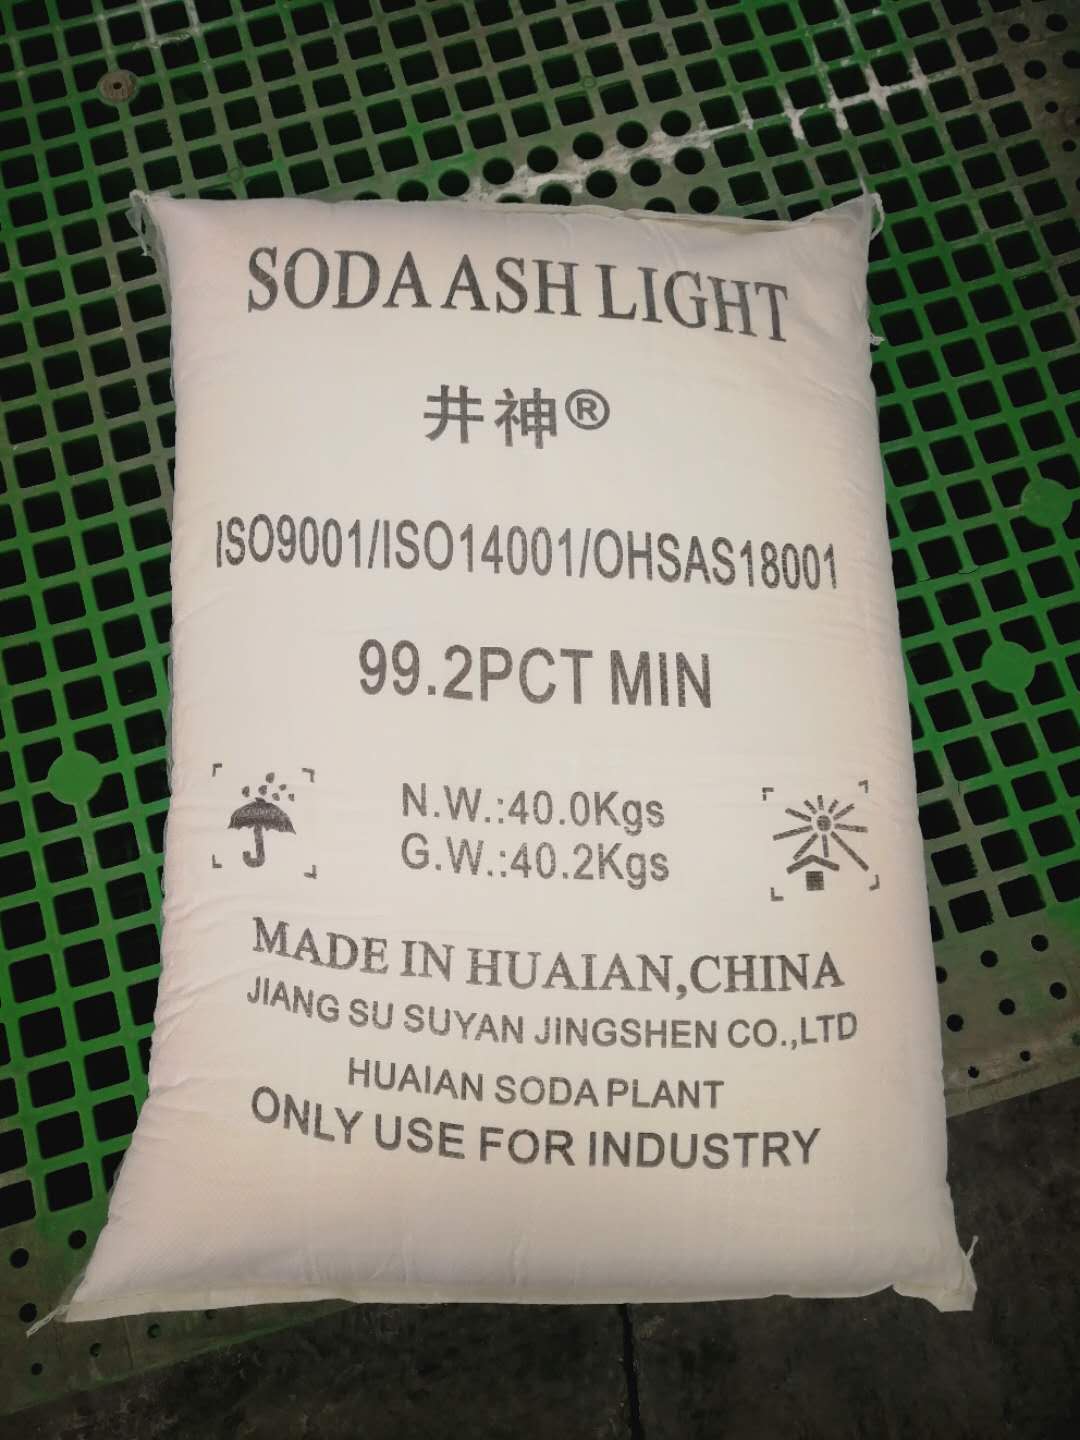 SODA ASH LIGHT
井神®
ISO9001/ISO14001/OHSAS18001
99.2PCT MIN
N.W.:40.0Kgs
G.W.:40.2Kgs
MADE IN HUAIAN,CHINA
JIANG SU SUYAN JINGSHEN CO.,LTD
HUAIAN SODA PLANT
ONLY USE FOR INDUSTRY